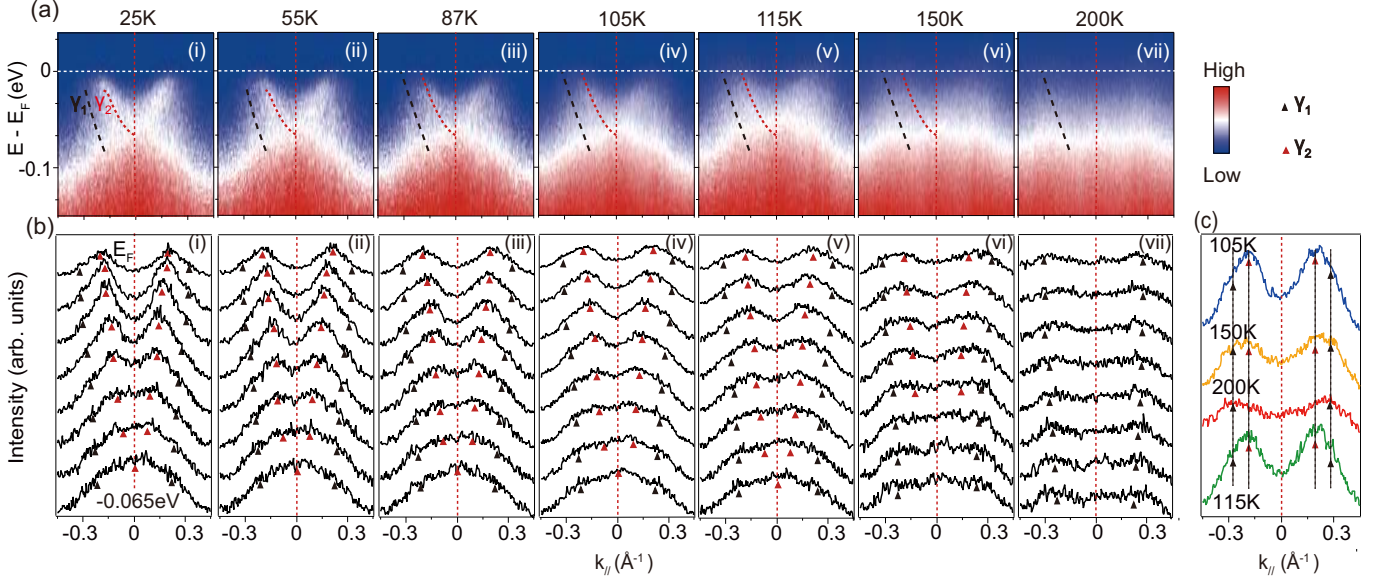 (a)
25K 55K 87K 105K 115K 150K 200K
(i) (ii) (iii) (iv) (v) (vi) (vii)
E - E_F (eV)
0
-0.1
γ₁ γ₂
High
Low
γ₁
γ₂
(b)
(i) (ii) (iii) (iv) (v) (vi) (vii)
E_F
Intensity (arb. units)
-0.065eV
-0.3 0 0.3 -0.3 0 0.3 -0.3 0 0.3 -0.3 0 0.3 -0.3 0 0.3 -0.3 0 0.3 -0.3 0 0.3
k_// (Å⁻¹)
(c)
105K
150K
200K
115K
-0.3 0 0.3
k_// (Å⁻¹)